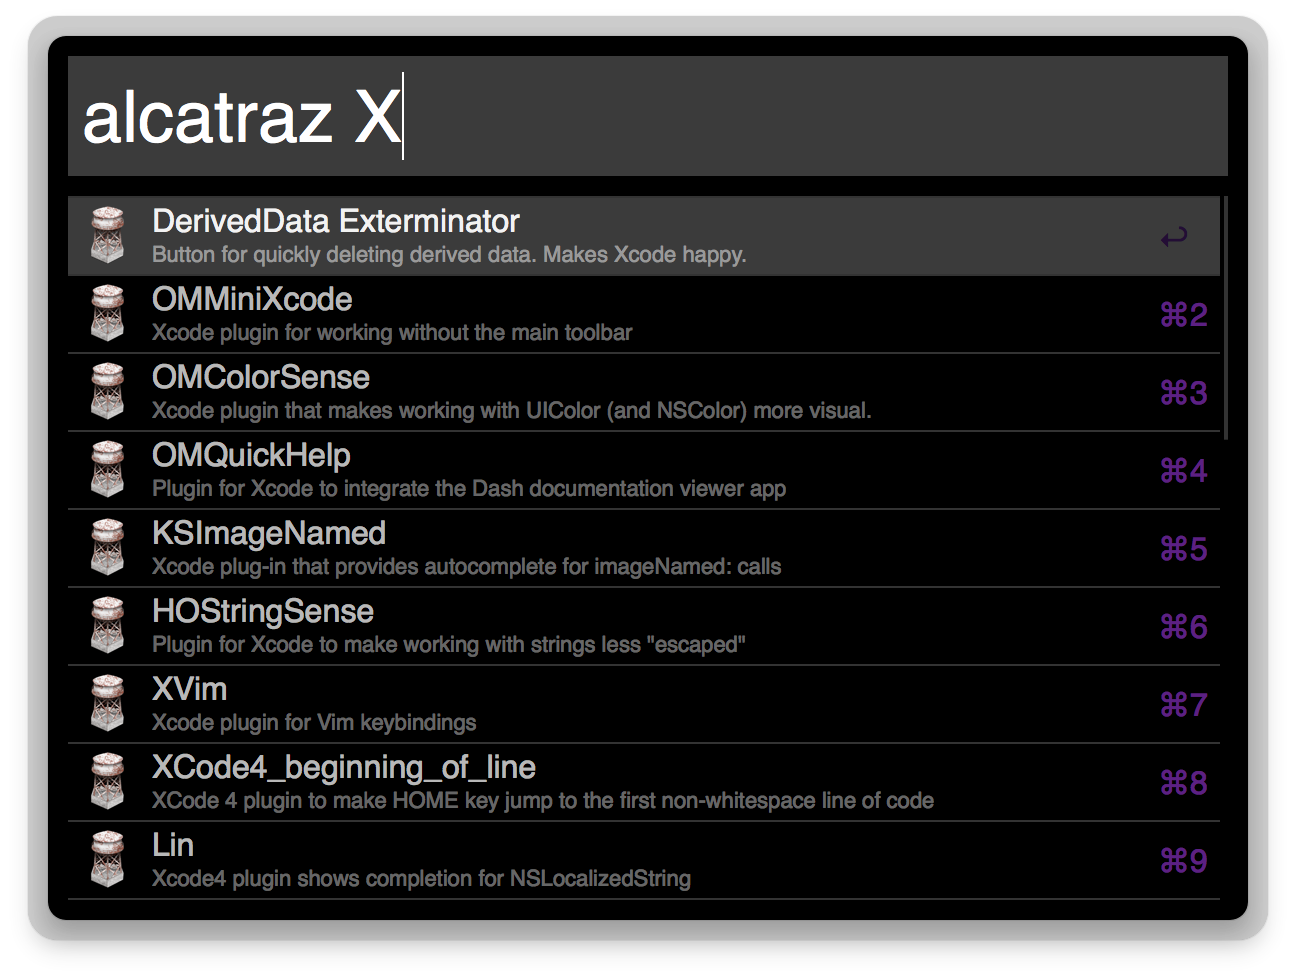 alcatraz X
DerivedData Exterminator
Button for quickly deleting derived data. Makes Xcode happy.
↩
OMMiniXcode
Xcode plugin for working without the main toolbar
⌘2
OMColorSense
Xcode plugin that makes working with UIColor (and NSColor) more visual.
⌘3
OMQuickHelp
Plugin for Xcode to integrate the Dash documentation viewer app
⌘4
KSImageNamed
Xcode plug-in that provides autocomplete for imageNamed: calls
⌘5
HOStringSense
Plugin for Xcode to make working with strings less "escaped"
⌘6
XVim
Xcode plugin for Vim keybindings
⌘7
XCode4_beginning_of_line
XCode 4 plugin to make HOME key jump to the first non-whitespace line of code
⌘8
Lin
Xcode4 plugin shows completion for NSLocalizedString
⌘9